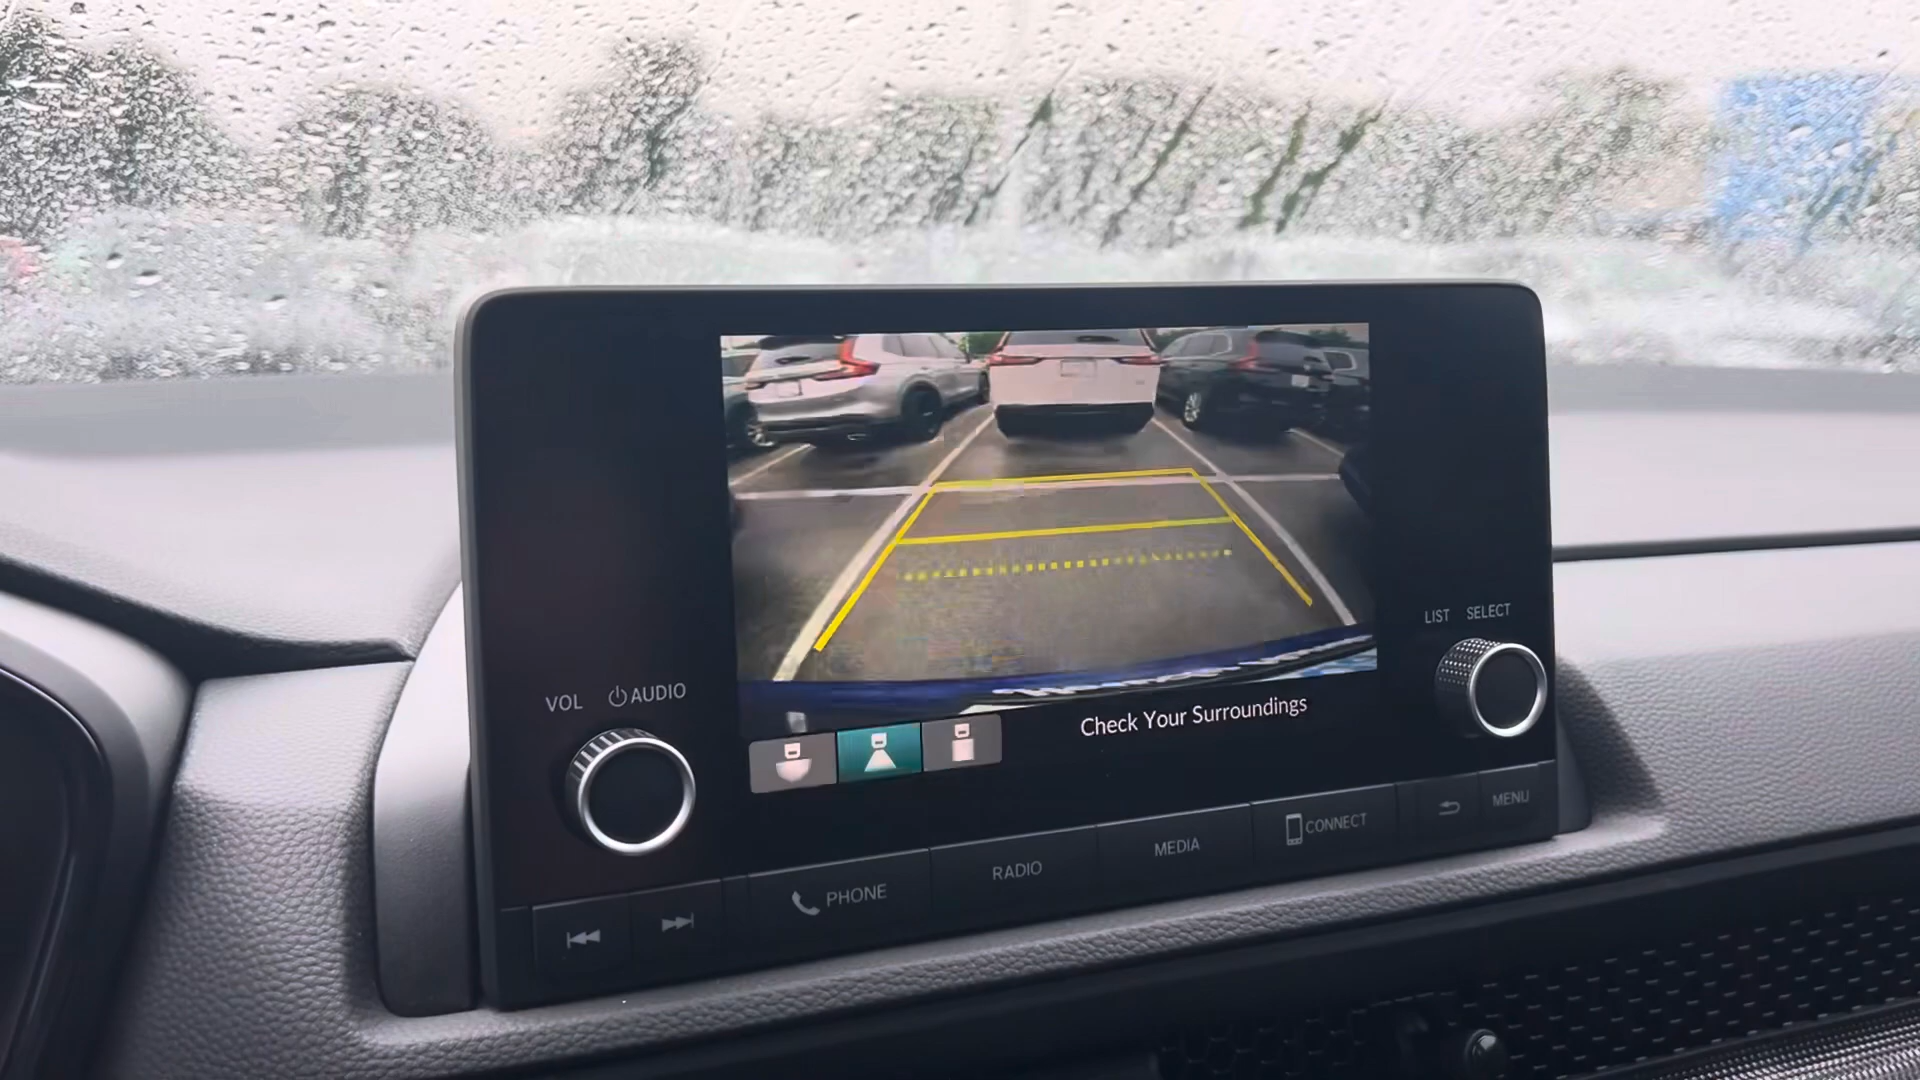 LIST SELECT
VOL AUDIO
Check Your Surroundings
PHONE
RADIO
MEDIA
CONNECT
MENU